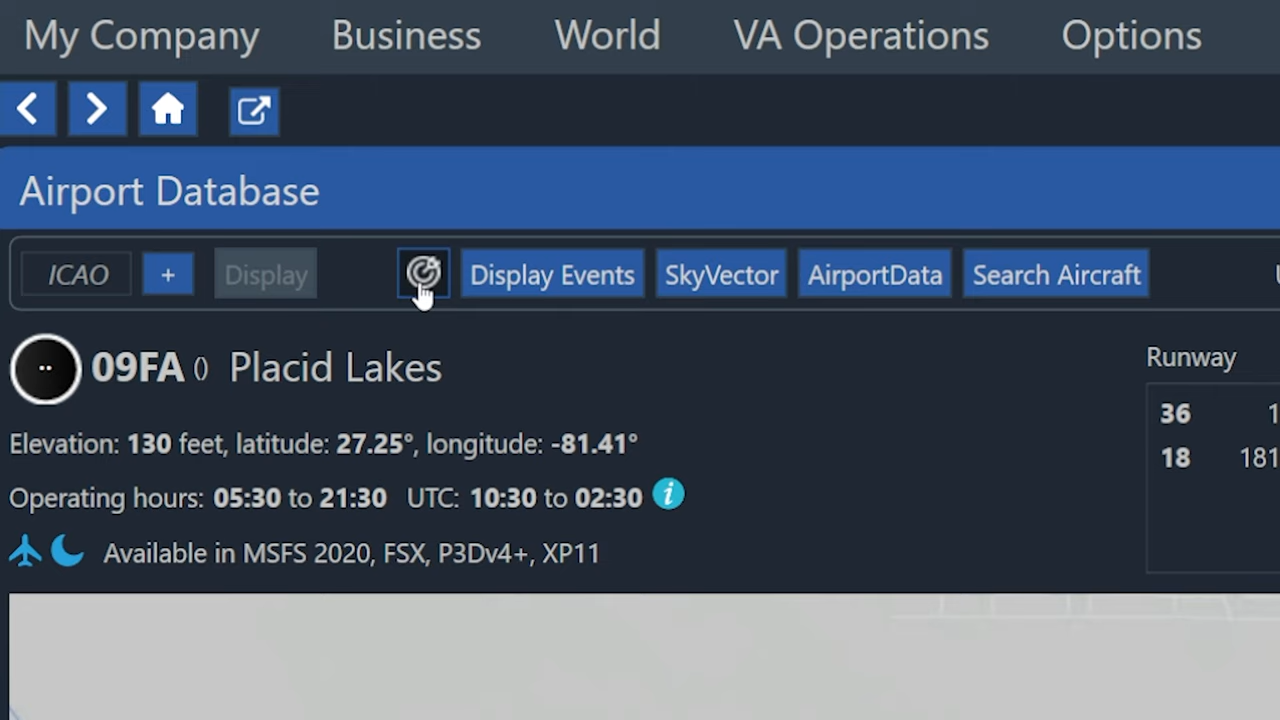 My Company Business World VA Operations Options
Airport Database
ICAO + Display Display Events SkyVector AirportData Search Aircraft
09FA () Placid Lakes
Runway
Elevation: 130 feet, latitude: 27.25°, longitude: -81.41°
36
18 181
Operating hours: 05:30 to 21:30 UTC: 10:30 to 02:30
Available in MSFS 2020, FSX, P3Dv4+, XP11